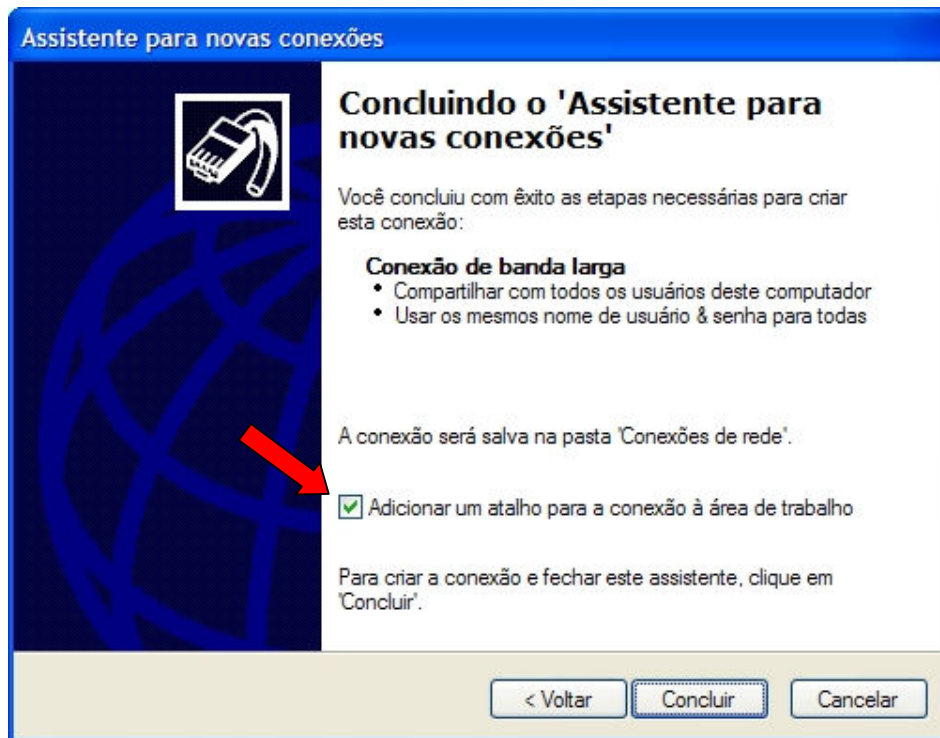 Assistente para novas conexões
Concluindo o 'Assistente para
novas conexões'
Você concluiu com êxito as etapas necessárias para criar
esta conexão:
Conexão de banda larga
• Compartilhar com todos os usuários deste computador
• Usar os mesmos nome de usuário & senha para todas
A conexão será salva na pasta 'Conexões de rede'.
Adicionar um atalho para a conexão à área de trabalho
Para criar a conexão e fechar este assistente, clique em
'Concluir'.
< Voltar Concluir Cancelar